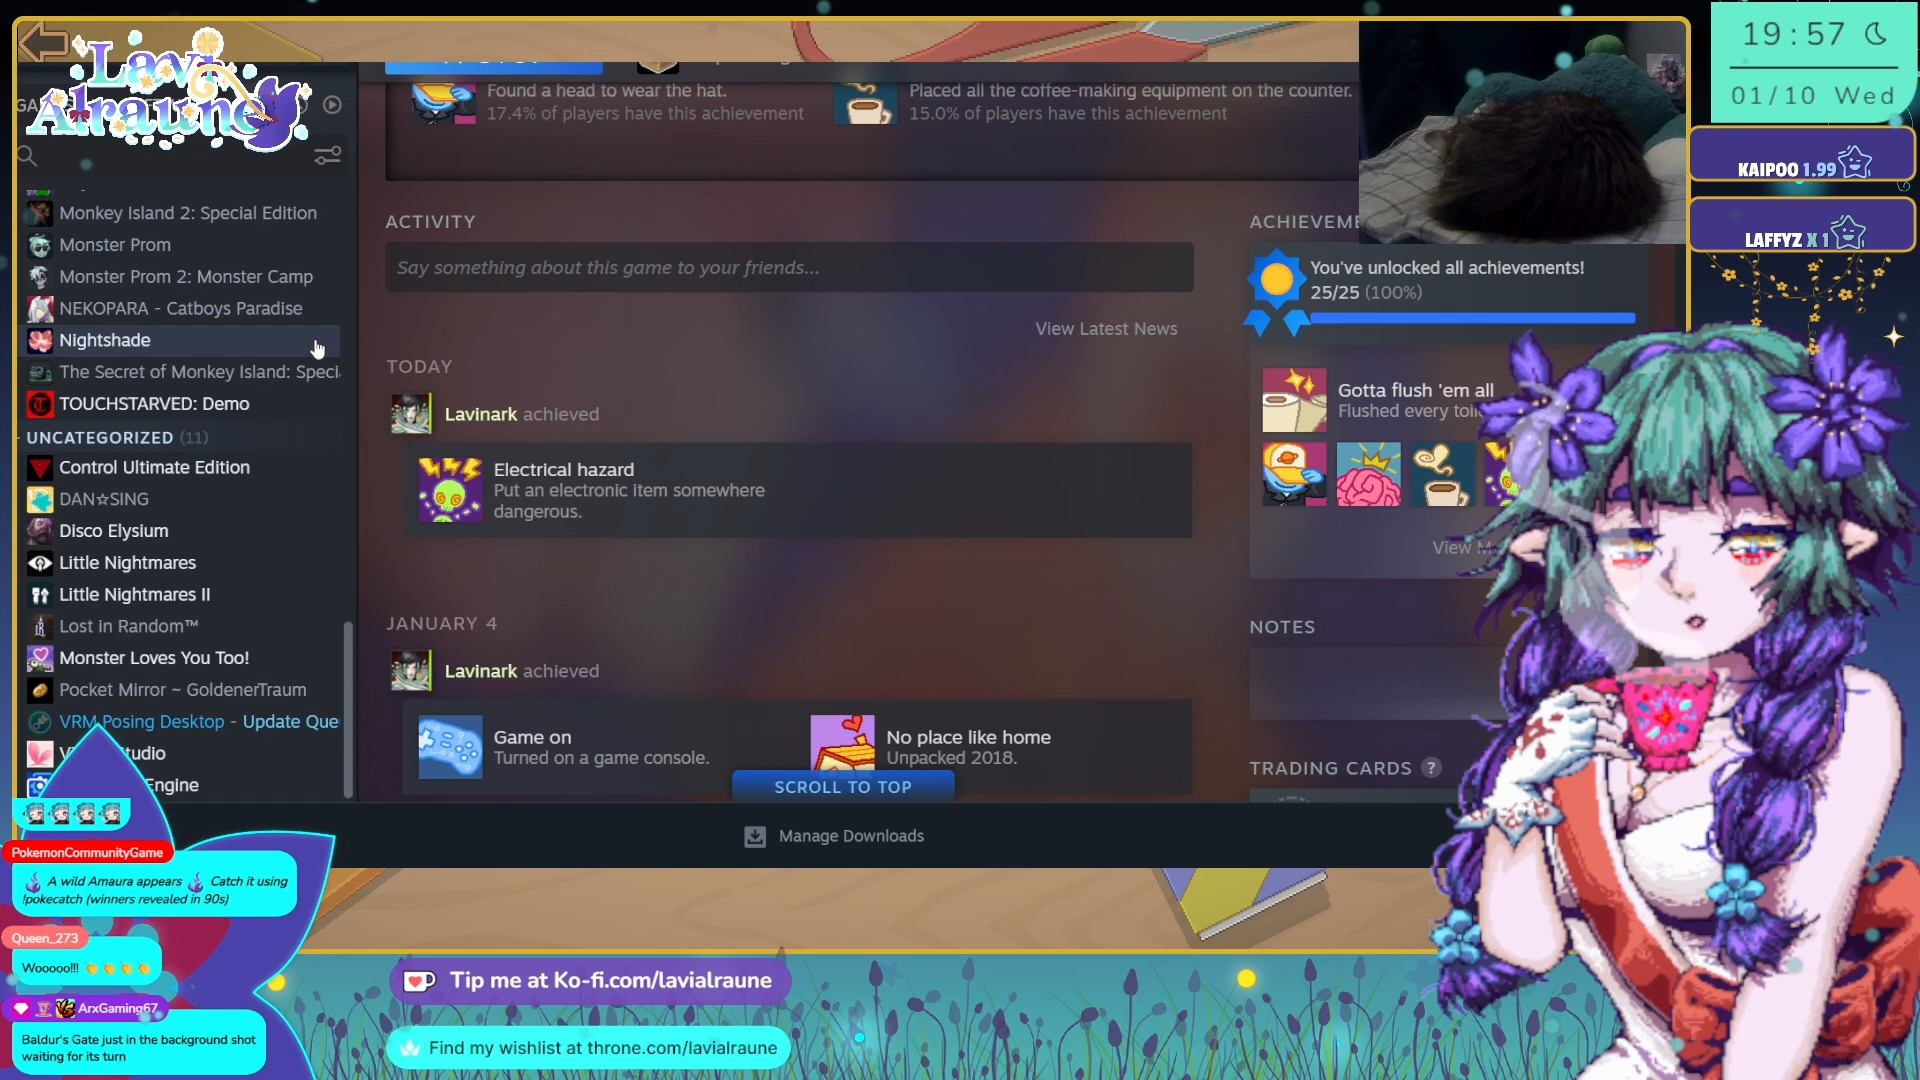 Lavi
Alraune
19:57
01/10 Wed
KAIPOO 1.99
LAFFYZ X 1
Found a head to wear the hat.
17.4% of players have this achievement
Placed all the coffee-making equipment on the counter.
15.0% of players have this achievement
Monkey Island 2: Special Edition
Monster Prom
Monster Prom 2: Monster Camp
NEKOPARA - Catboys Paradise
Nightshade
The Secret of Monkey Island: Speci
TOUCHSTARVED: Demo
- UNCATEGORIZED (11)
Control Ultimate Edition
DAN☆SING
Disco Elysium
Little Nightmares
Little Nightmares II
Lost in Random™
Monster Loves You Too!
Pocket Mirror ~ GoldenerTraum
VRM Posing Desktop - Update Que
Engine
ACTIVITY
Say something about this game to your friends...
View Latest News
TODAY
Lavinark achieved
Electrical hazard
Put an electronic item somewhere
dangerous.
JANUARY 4
Lavinark achieved
Game on
Turned on a game console.
No place like home
Unpacked 2018.
SCROLL TO TOP
Manage Downloads
ACHIEVEME
You've unlocked all achievements!
25/25 (100%)
Gotta flush 'em all
Flushed every toil
View M
NOTES
TRADING CARDS ?
PokemonCommunityGame
A wild Amaura appears Catch it using
!pokecatch (winners revealed in 90s)
Queen_273
Wooooo!!! 👏👏👏👏
ArxGaming67
Baldur's Gate just in the background shot
waiting for its turn
Tip me at Ko-fi.com/lavialraune
Find my wishlist at throne.com/lavialraune